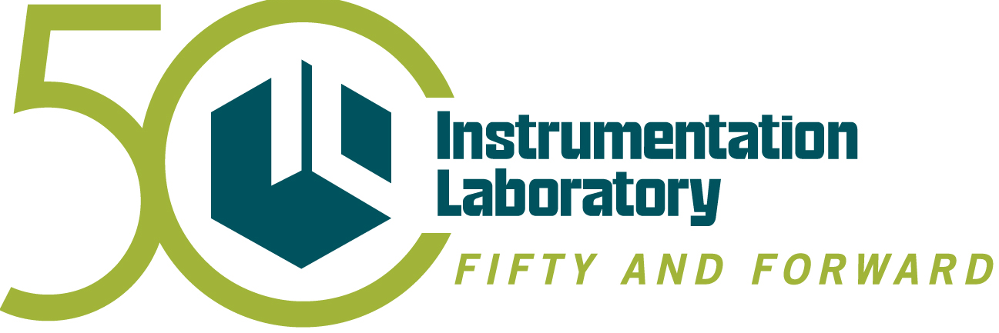 50
Instrumentation
Laboratory
FIFTY AND FORWARD